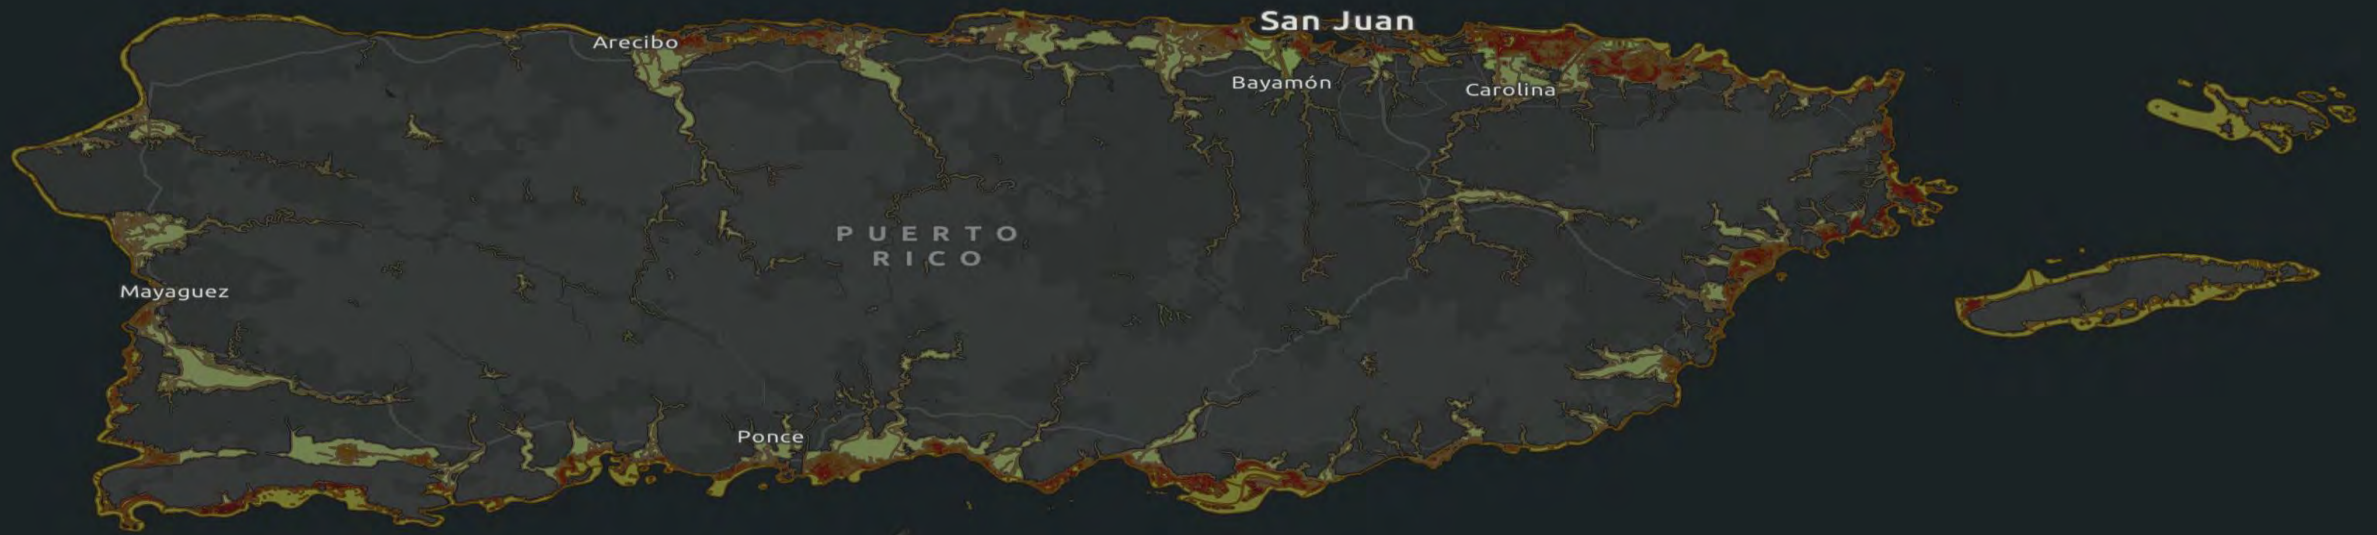 San Juan
Arecibo
Bayamón
Carolina
PUERTO
RICO
Mayaguez
Ponce